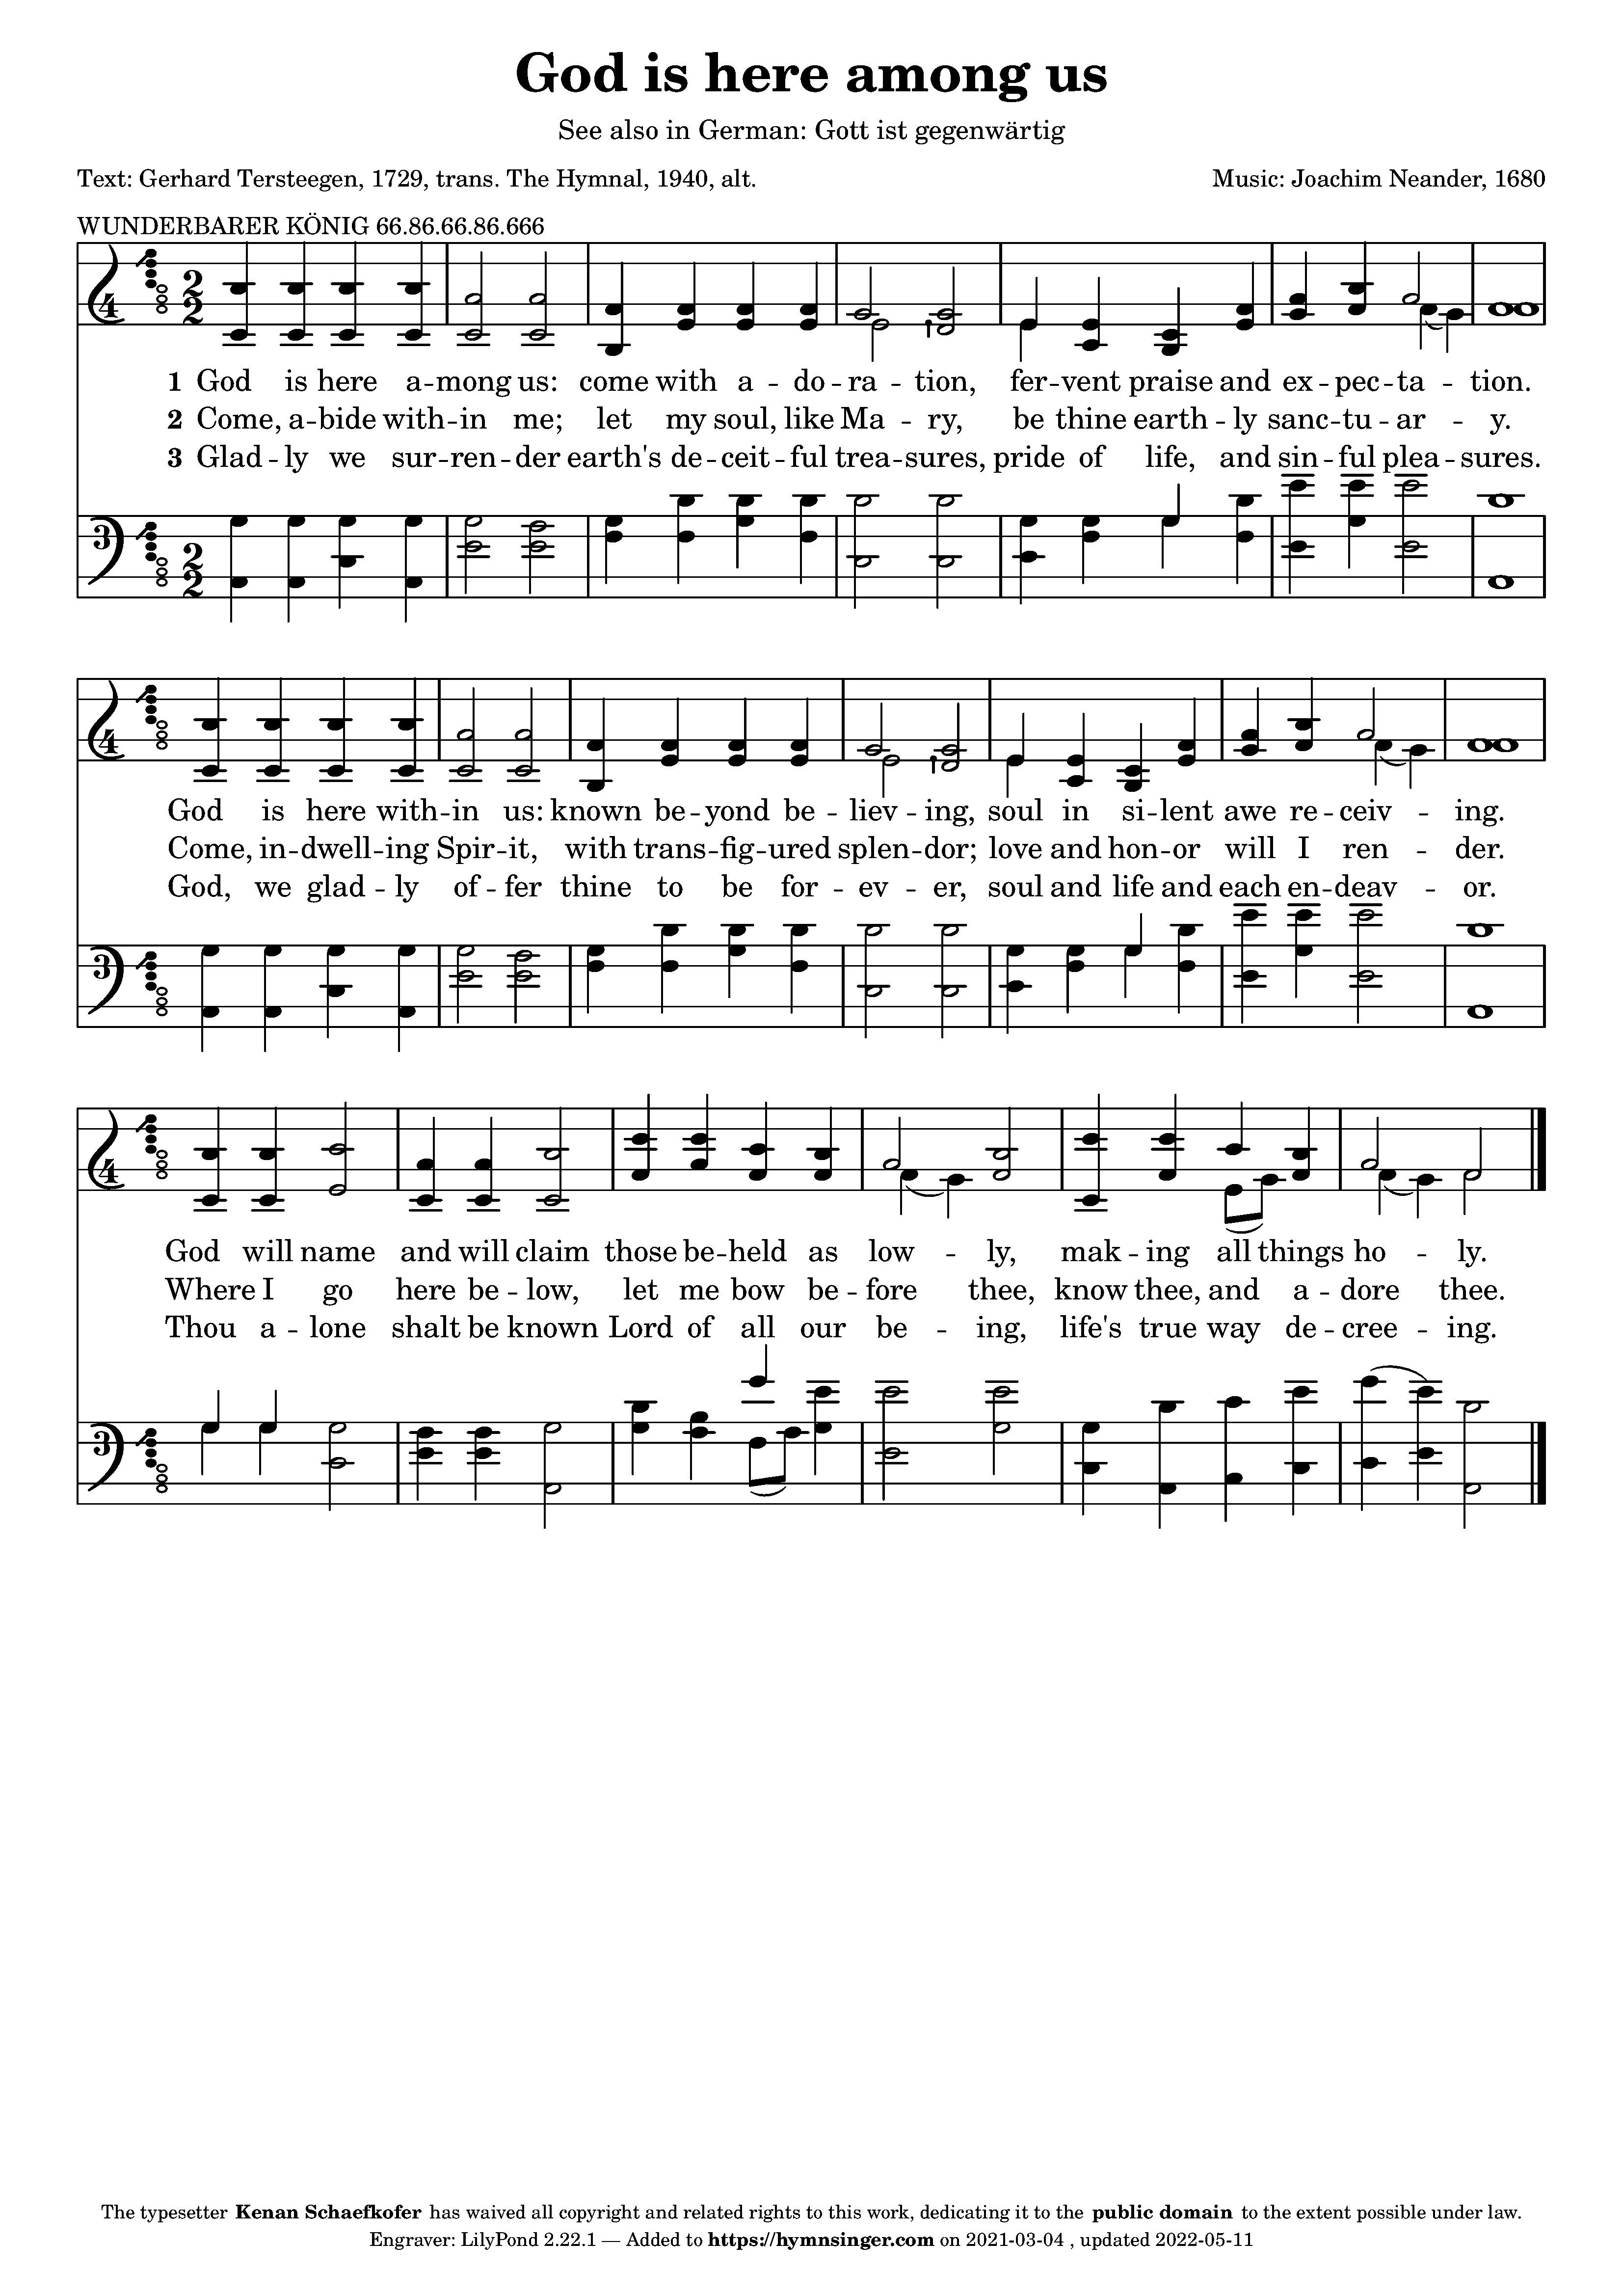 God is here among us
See also in German: Gott ist gegenwärtig
Text: Gerhard Tersteegen, 1729, trans. The Hymnal, 1940, alt.
Music: Joachim Neander, 1680
WUNDERBARER KÖNIG 66.86.66.86.666
1 God is here a -- mong us: come with a -- do -- ra -- tion, fer -- vent praise and ex -- pec -- ta -- tion.
2 Come, a -- bide with -- in me; let my soul, like Ma -- ry, be thine earth -- ly sanc -- tu -- ar -- y.
3 Glad -- ly we sur -- ren -- der earth's de -- ceit -- ful trea -- sures, pride of life, and sin -- ful plea -- sures.
God is here with -- in us: known be -- yond be -- liev -- ing, soul in si -- lent awe re -- ceiv -- ing.
Come, in -- dwell -- ing Spir -- it, with trans -- fig -- ured splen -- dor; love and hon -- or will I ren -- der.
God, we glad -- ly of -- fer thine to be for -- ev -- er, soul and life and each en -- deav -- or.
God will name and will claim those be -- held as low -- ly, mak -- ing all things ho -- ly.
Where I go here be -- low, let me bow be -- fore thee, know thee, and a -- dore thee.
Thou a -- lone shalt be known Lord of all our be -- ing, life's true way de -- cree -- ing.
The typesetter Kenan Schaefkofer has waived all copyright and related rights to this work, dedicating it to the public domain to the extent possible under law.
Engraver: LilyPond 2.22.1 — Added to https://hymnsinger.com on 2021-03-04 , updated 2022-05-11